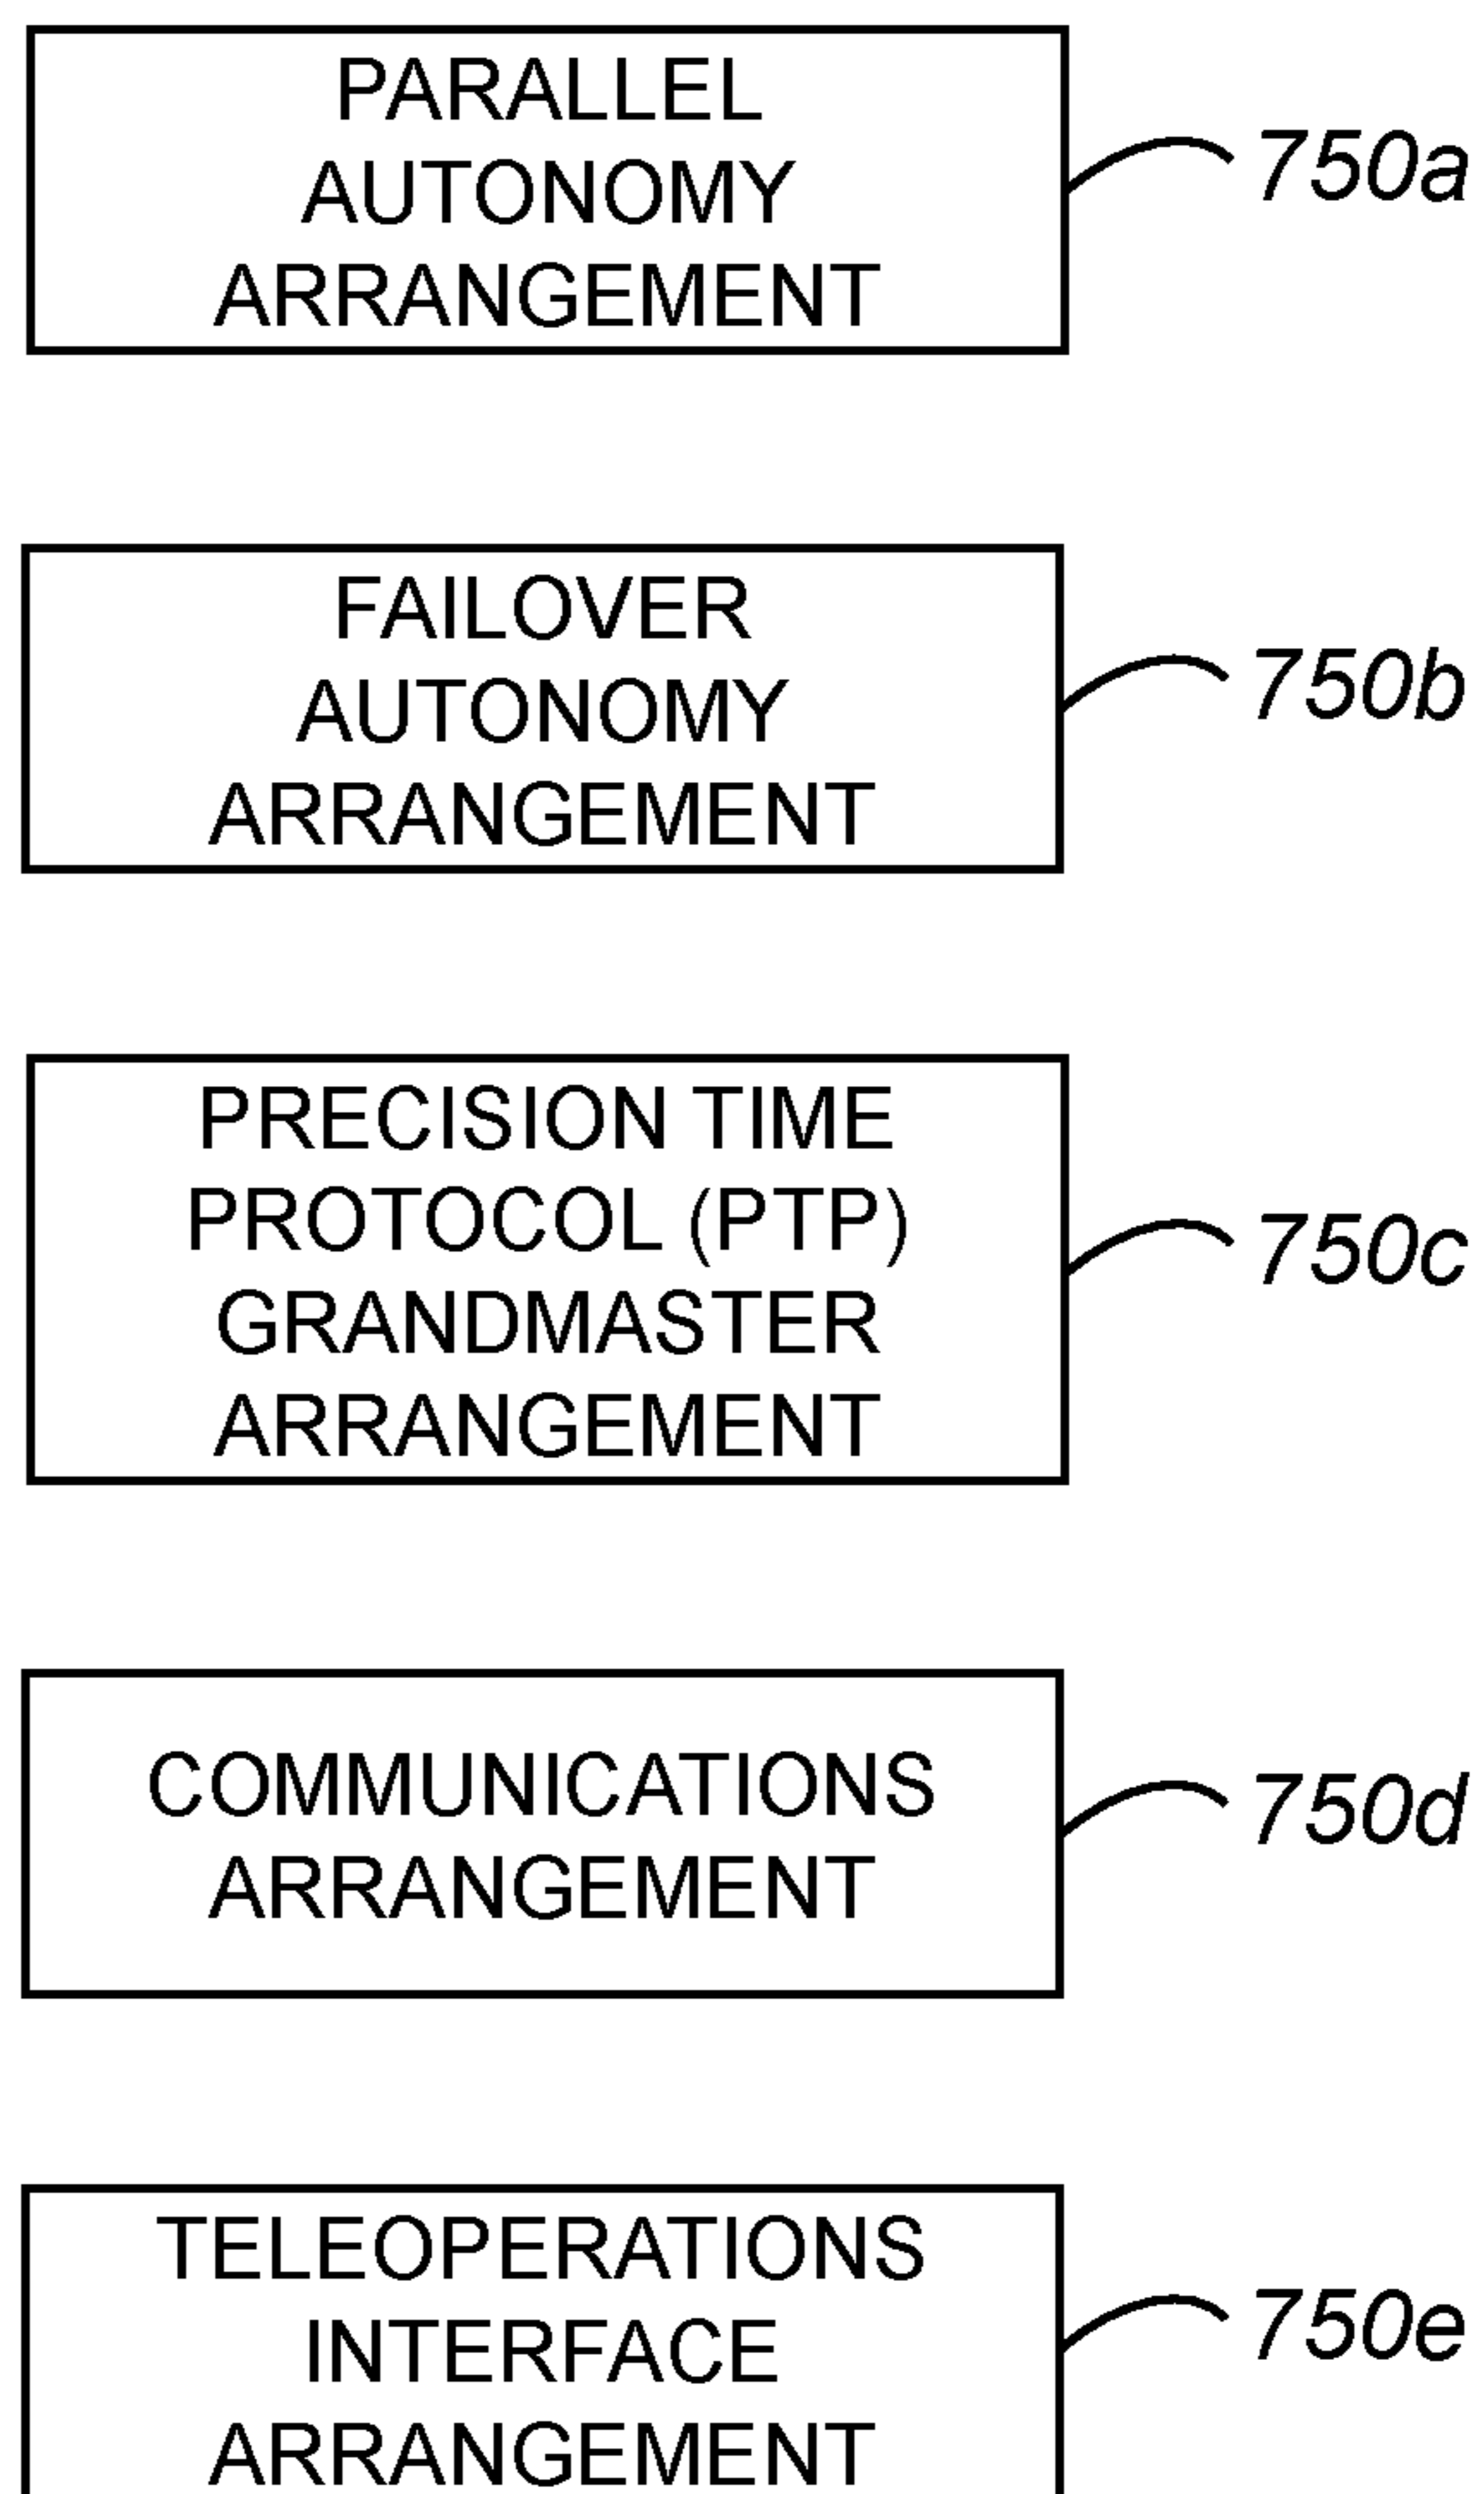 PARALLEL
AUTONOMY
ARRANGEMENT
750a
FAILOVER
AUTONOMY
ARRANGEMENT
750b
PRECISION TIME
PROTOCOL (PTP)
GRANDMASTER
ARRANGEMENT
750c
COMMUNICATIONS
ARRANGEMENT
750d
TELEOPERATIONS
INTERFACE
ARRANGEMENT
750e